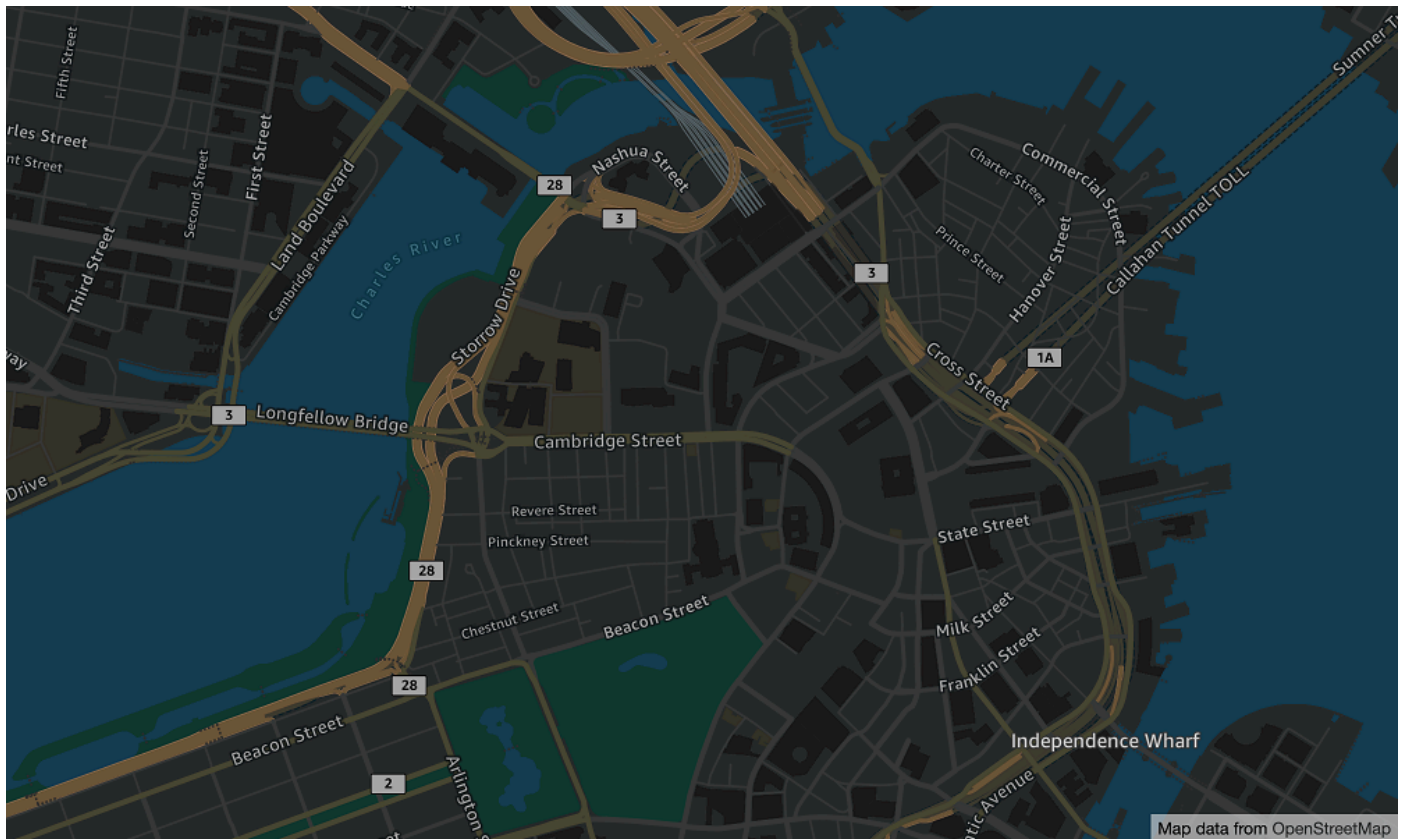 Sumner T
Fifth Street
rles Street
nt Street
First Street
Second Street
Third Street
Land Boulevard
Cambridge Parkway
Charles River
Nashua Street
28
3
Charter Street
Commercial Street
Prince Street
Hanover Street
Callahan Tunnel TOLL
3
Storrow Drive
Cross Street
1A
way
3
Longfellow Bridge
Cambridge Street
Drive
Revere Street
Pinckney Street
State Street
28
Chestnut Street
Beacon Street
Milk Street
Franklin Street
28
Beacon Street
Independence Wharf
2
Arlington
tic Avenue
Map data from OpenStreetMap